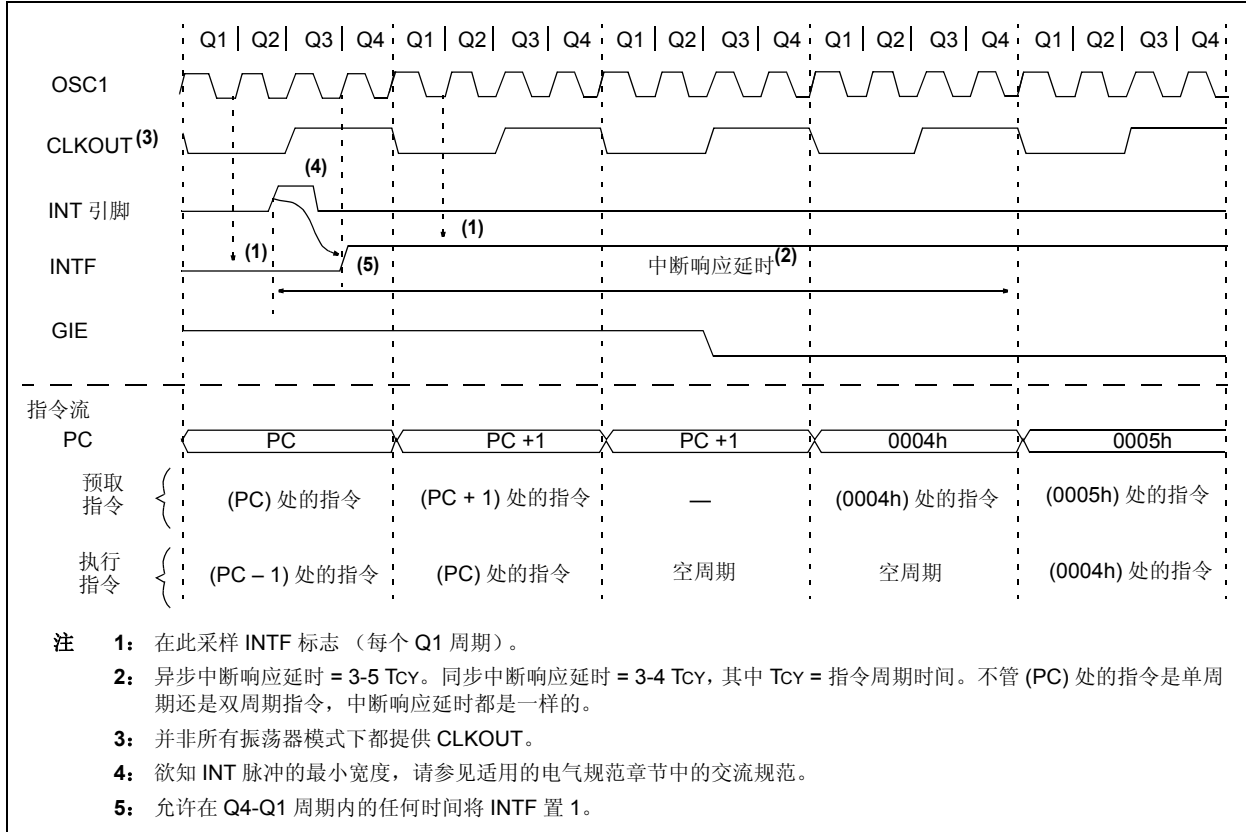 Q1 Q2 Q3 Q4 Q1 Q2 Q3 Q4 Q1 Q2 Q3 Q4 Q1 Q2 Q3 Q4 Q1 Q2 Q3 Q4
OSC1
CLKOUT (3)
(4)
INT 引脚
(1)
(1)
INTF
(5)
中断响应延时(2)
GIE
指令流
PC
PC
PC +1
PC +1
0004h
0005h
预取
指令
(PC) 处的指令
(PC + 1) 处的指令
—
(0004h) 处的指令
(0005h) 处的指令
执行
指令
(PC – 1) 处的指令
(PC) 处的指令
空周期
空周期
(0004h) 处的指令
注 1： 在此采样 INTF 标志 （每个 Q1 周期）。
2： 异步中断响应延时 = 3-5 TCY。同步中断响应延时 = 3-4 TCY，其中 TCY = 指令周期时间。不管 (PC) 处的指令是单周
期还是双周期指令，中断响应延时都是一样的。
3： 并非所有振荡器模式下都提供 CLKOUT。
4： 欲知 INT 脉冲的最小宽度，请参见适用的电气规范章节中的交流规范。
5： 允许在 Q4-Q1 周期内的任何时间将 INTF 置 1。